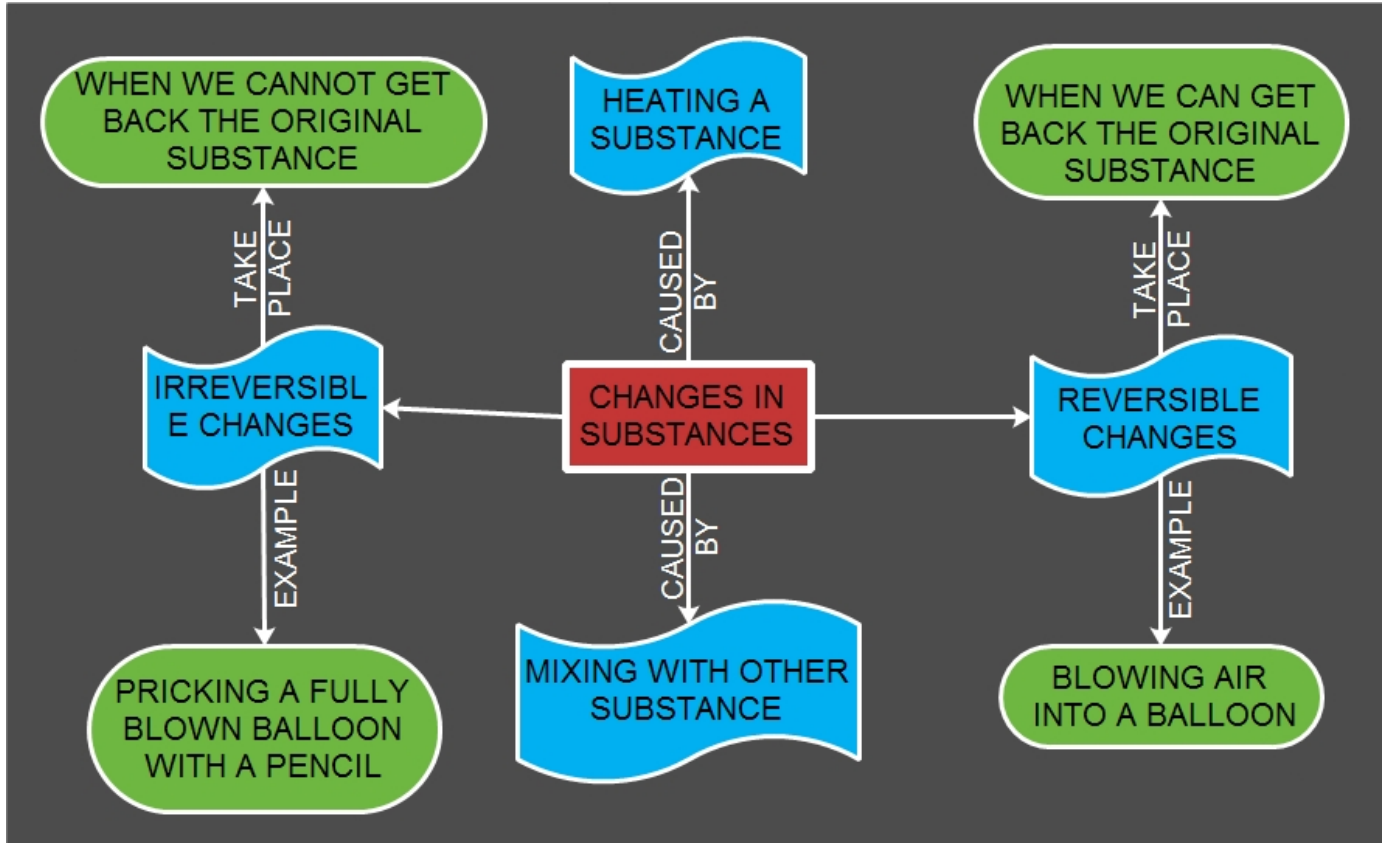 WHEN WE CANNOT GET
BACK THE ORIGINAL
SUBSTANCE
HEATING A
SUBSTANCE
WHEN WE CAN GET
BACK THE ORIGINAL
SUBSTANCE
TAKE
PLACE
CAUSED
BY
TAKE
PLACE
IRREVERSIBL
E CHANGES
CHANGES IN
SUBSTANCES
REVERSIBLE
CHANGES
EXAMPLE
CAUSED
BY
EXAMPLE
PRICKING A FULLY
BLOWN BALLOON
WITH A PENCIL
MIXING WITH OTHER
SUBSTANCE
BLOWING AIR
INTO A BALLOON